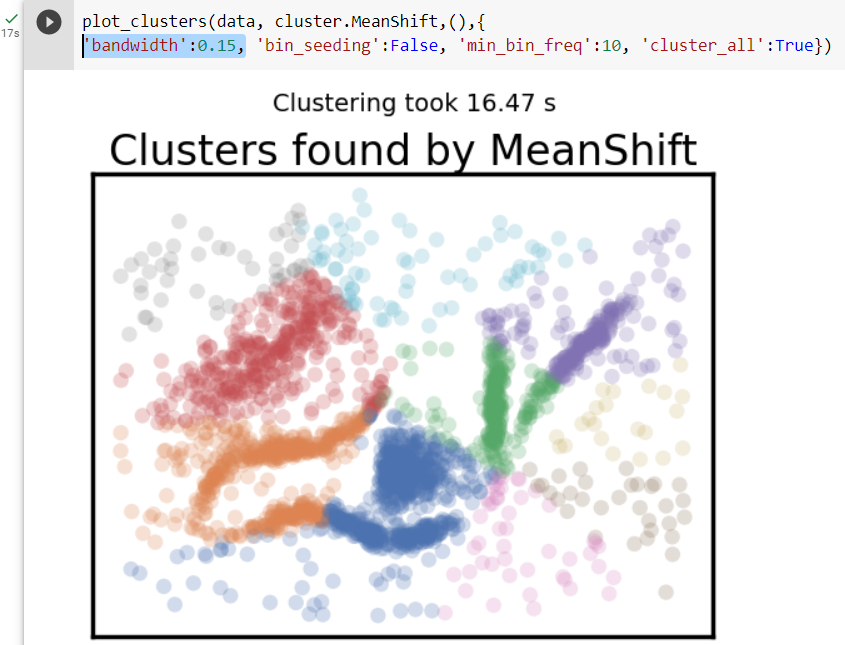 17s
plot_clusters(data, cluster.MeanShift,(),{
'bandwidth':0.15, 'bin_seeding':False, 'min_bin_freq':10, 'cluster_all':True})
Clustering took 16.47 s
Clusters found by MeanShift